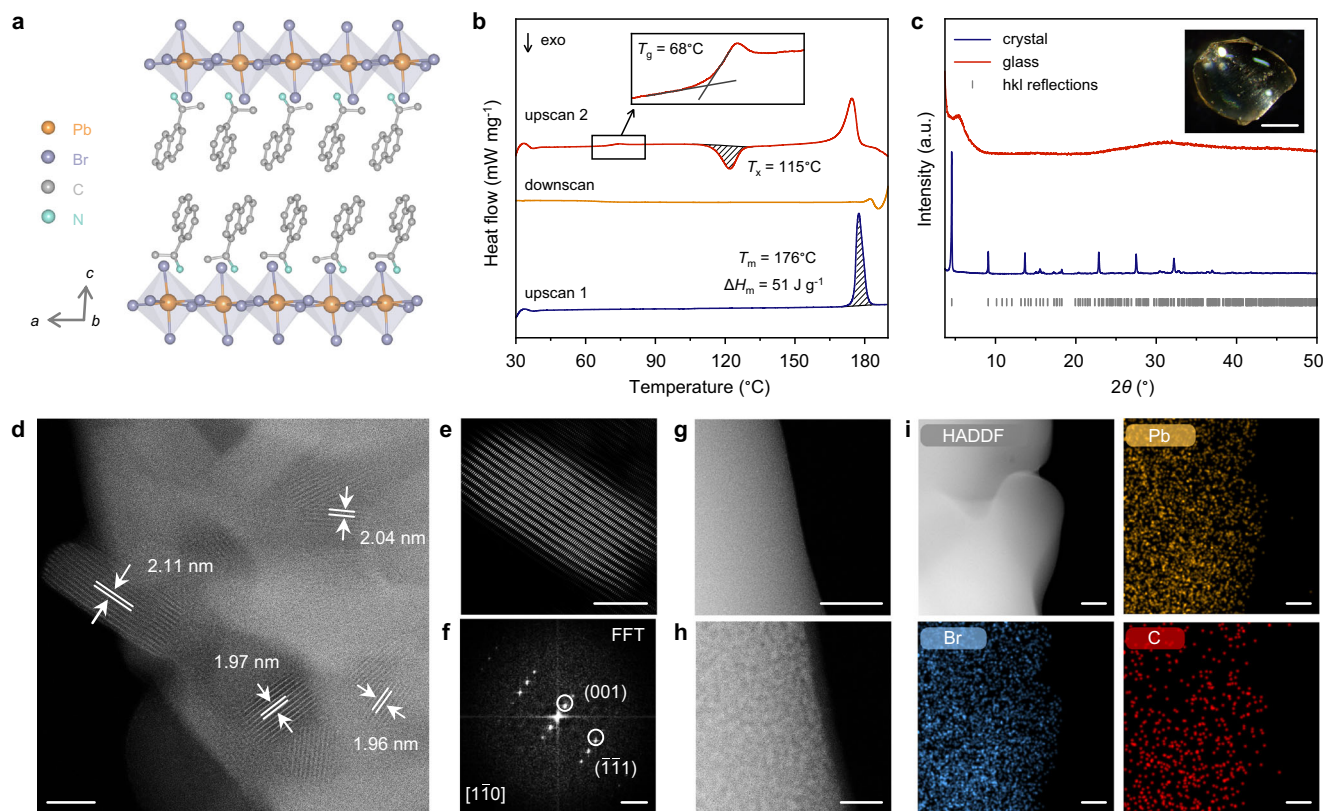 a
Pb
Br
C
N
c
a
b
b
exo
Tg = 68°C
upscan 2
Tx = 115°C
downscan
Tm = 176°C
ΔHm = 51 J g⁻¹
upscan 1
Heat flow (mW mg⁻¹)
30 60 90 120 150 180
Temperature (°C)
c
crystal
glass
hkl reflections
Intensity (a.u.)
10 20 30 40 50
2θ (°)
d
2.04 nm
2.11 nm
1.97 nm
1.96 nm
e
f
FFT
(001)
(1̅1̅1)
[11̅0]
g
h
i
HADDF
Pb
Br
C